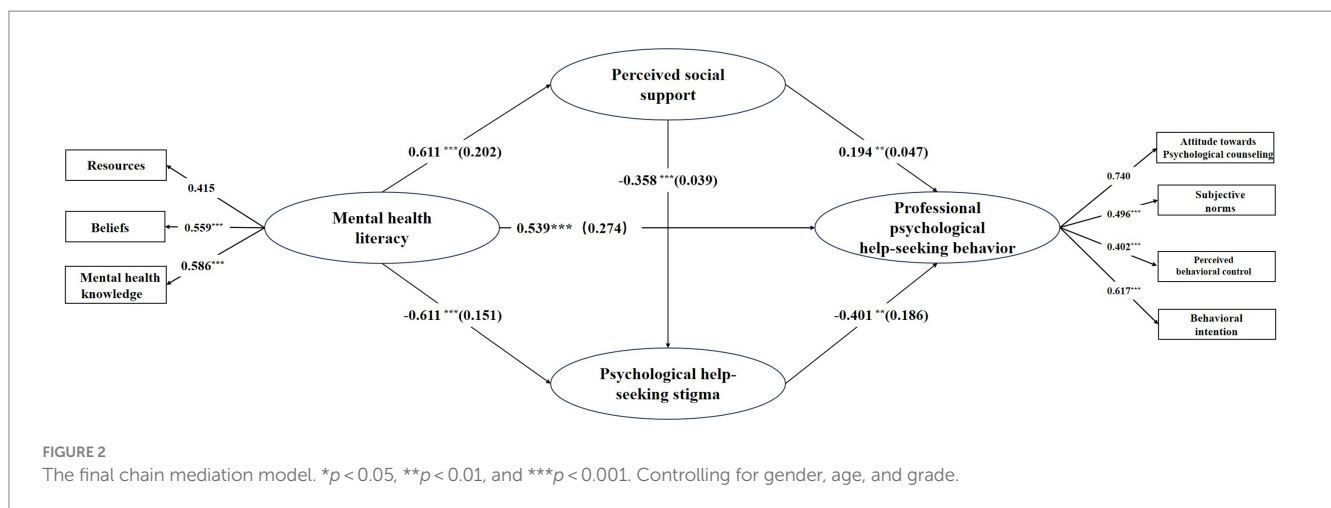 Perceived social
support
Attitude towards
Psychological counseling
Resources
0.611 ***(0.202)
0.194 **(0.047)
0.740
0.415
-0.358 ***(0.039)
Subjective
norms
Beliefs
0.559***
Mental health
literacy
0.539*** (0.274)
Professional
psychological
help-seeking behavior
0.496***
0.402***
0.586***
Mental health
knowledge
Perceived
behavioral control
0.617***
-0.611 ***(0.151)
-0.401 **(0.186)
Behavioral
intention
Psychological help-
seeking stigma
FIGURE 2
The final chain mediation model. *p < 0.05, **p < 0.01, and ***p < 0.001. Controlling for gender, age, and grade.